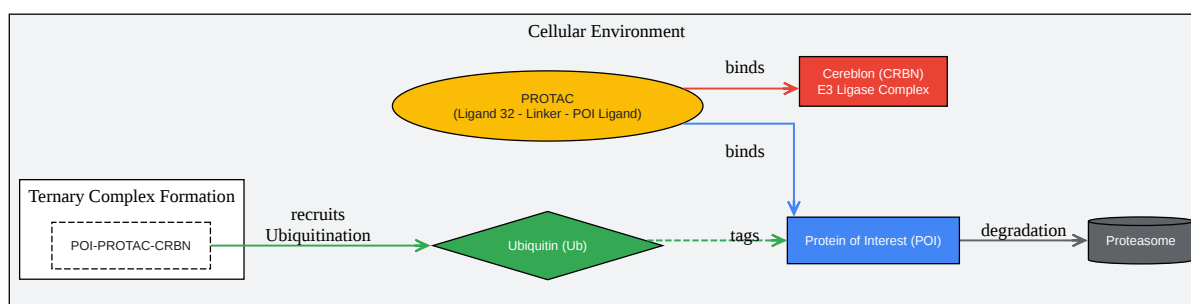 Cellular Environment
binds
Cereblon (CRBN)
E3 Ligase Complex
PROTAC
(Ligand 32 - Linker - POI Ligand)
binds
Ternary Complex Formation
POI-PROTAC-CRBN
recruits
Ubiquitination
Ubiquitin (Ub)
tags
Protein of Interest (POI)
degradation
Proteasome